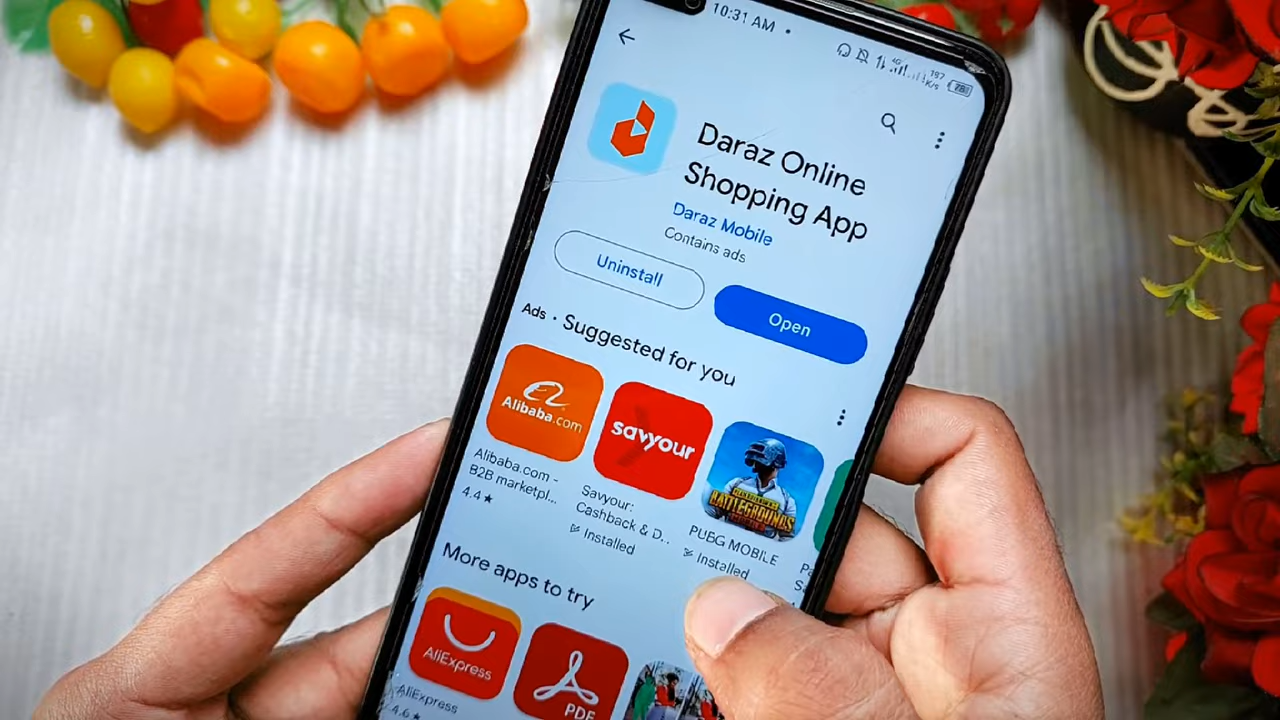 10:31 AM
4G
197
K/s
Daraz Online
Shopping App
Daraz Mobile
Contains ads
Uninstall
Open
Ads · Suggested for you
Alibaba.com
savyour
BATTLEGROUNDS
Alibaba.com -
B2B marketpl...
4.4 ★
Savyour:
Cashback & D..
Installed
PUBG MOBILE
Installed
More apps to try
AliExpress
PDF
AliExpress
4.6 ★